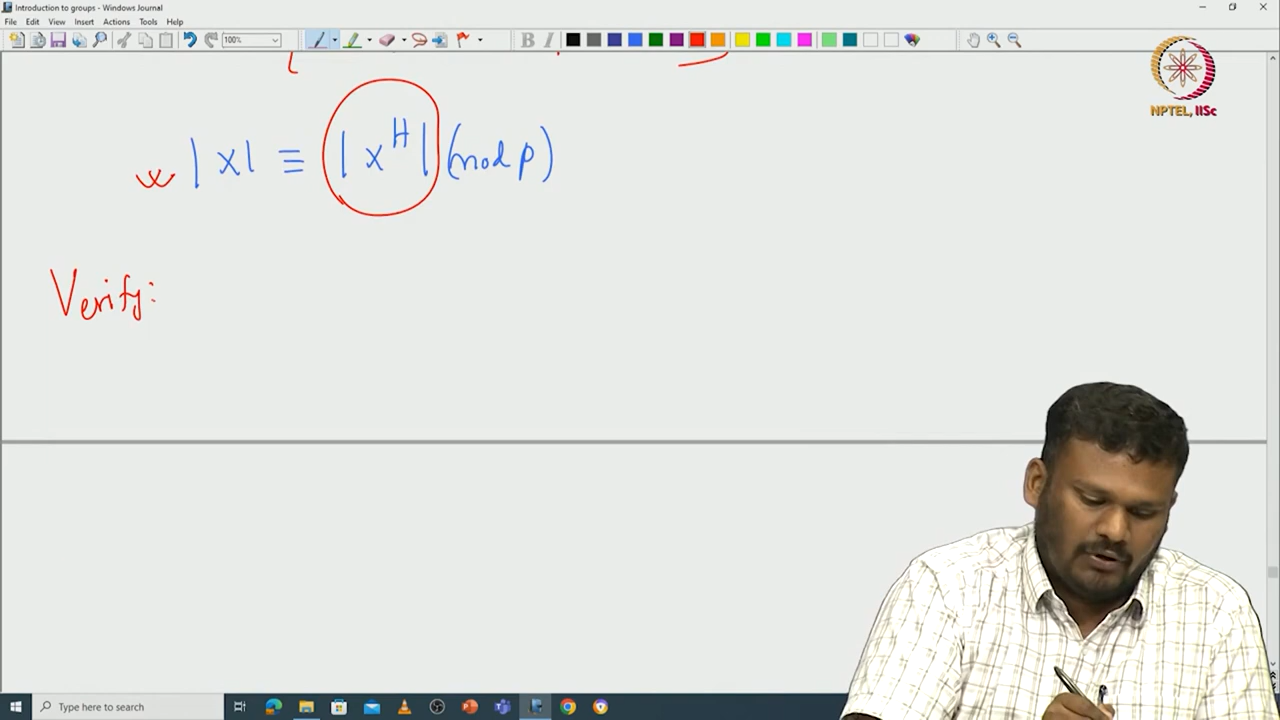 Introduction to groups - Windows Journal
File Edit View Insert Actions Tools Help
100%
B I
NPTEL, IISc
|X| ≡ |X^H| (mod p)
Verify:
Type here to search